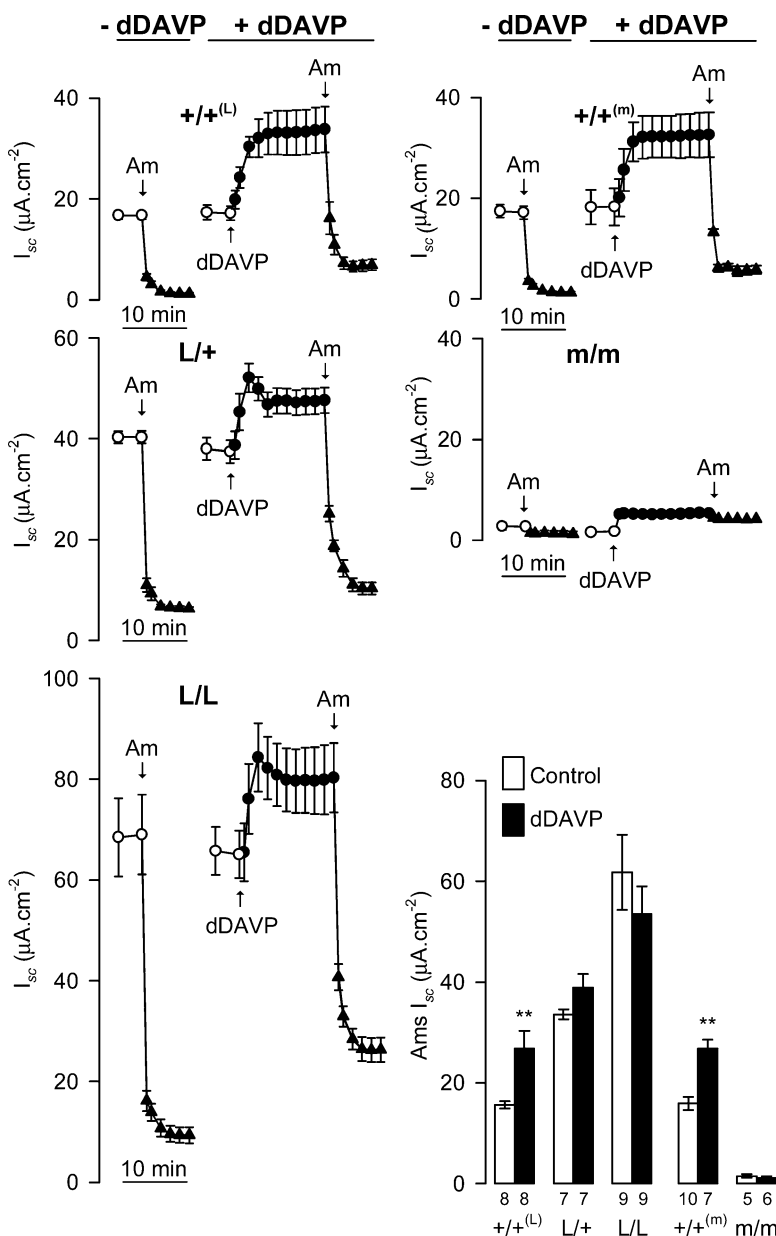 - dDAVP + dDAVP
+/+(L)
Am
Am
40
20
0
Isc (µA.cm-2)
dDAVP
10 min
- dDAVP + dDAVP
+/+(m)
Am
Am
40
20
0
Isc (µA.cm-2)
dDAVP
10 min
L/+
Am
Am
60
40
20
0
Isc (µA.cm-2)
dDAVP
10 min
m/m
Am
Am
40
20
0
Isc (µA.cm-2)
dDAVP
10 min
L/L
Am
Am
100
80
60
40
20
0
Isc (µA.cm-2)
dDAVP
10 min
Control
dDAVP
80
60
40
20
0
Ams Isc (µA.cm-2)
** **
8 8 7 7 9 9 10 7 5 6
+/+(L) L/+ L/L +/+(m) m/m